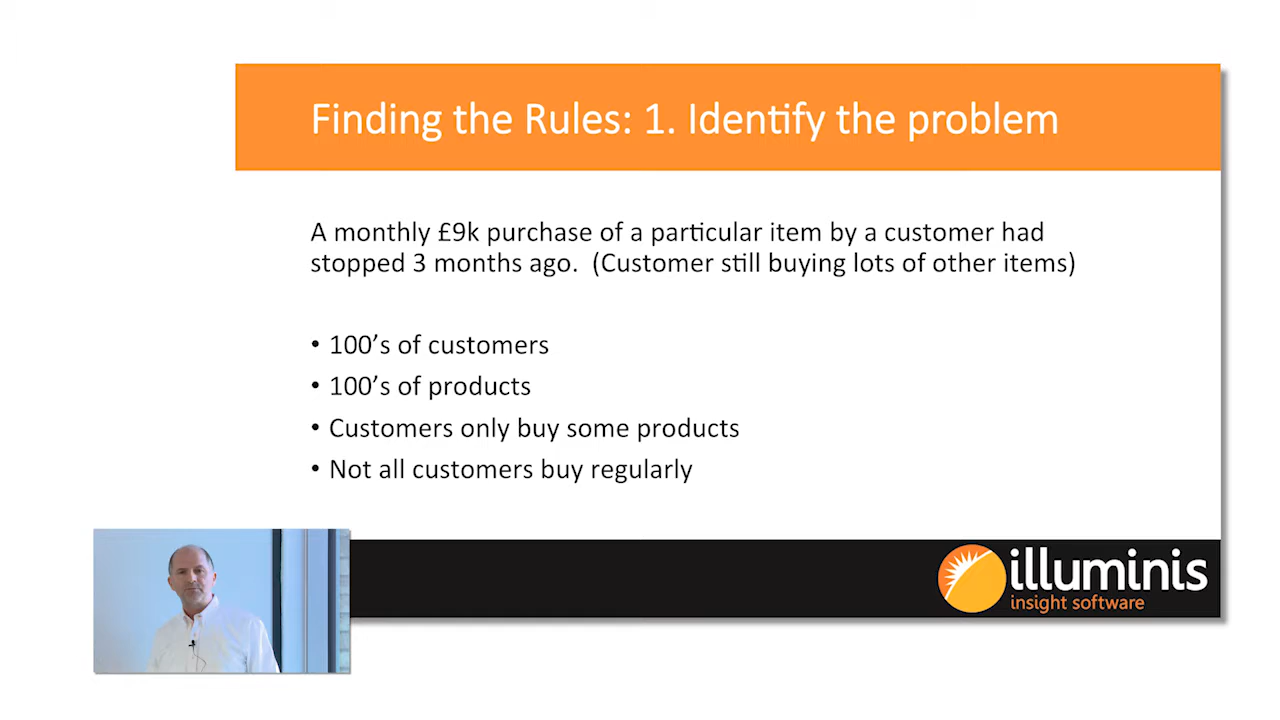 Finding the Rules: 1. Identify the problem
A monthly £9k purchase of a particular item by a customer had
stopped 3 months ago.  (Customer still buying lots of other items)
• 100’s of customers
• 100’s of products
• Customers only buy some products
• Not all customers buy regularly
illuminis
insight software